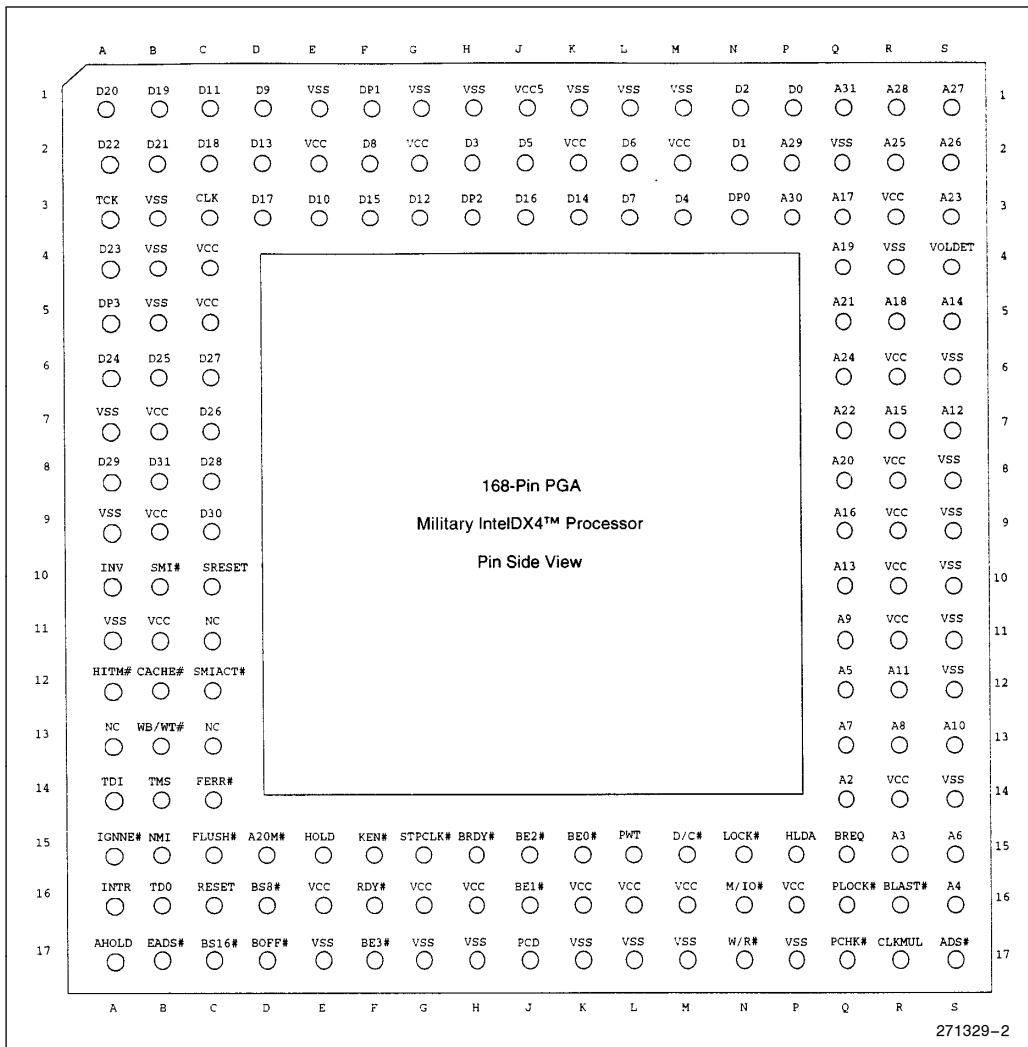 A B C D E F G H J K L M N P Q R S
D20 D19 D11 D9 VSS DP1 VSS VSS VCC5 VSS VSS VSS D2 D0 A31 A28 A27
1 1
D22 D21 D18 D13 VCC D8 VCC D3 D5 VCC D6 VCC D1 A29 VSS A25 A26
2 2
TCK VSS CLK D17 D10 D15 D12 DP2 D16 D14 D7 D4 DP0 A30 A17 VCC A23
3 3
D23 VSS VCC A19 VSS VOLDET
4 4
DP3 VSS VCC A21 A18 A14
5 5
D24 D25 D27 A24 VCC VSS
6 6
VSS VCC D26 A22 A15 A12
7 7
D29 D31 D28 A20 VCC VSS
8 8
168-Pin PGA
VSS VCC D30 A16 VCC VSS
9 9
Military IntelDX4™ Processor
Pin Side View
INV SMI# SRESET A13 VCC VSS
10 10
VSS VCC NC A9 VCC VSS
11 11
HITM# CACHE# SMIACT# A5 A11 VSS
12 12
NC WB/WT# NC A7 A8 A10
13 13
TDI TMS FERR# A2 VCC VSS
14 14
IGNNE# NMI FLUSH# A20M# HOLD KEN# STPCLK# BRDY# BE2# BE0# PWT D/C# LOCK# HLDA BREQ A3 A6
15 15
INTR TD0 RESET BS8# VCC RDY# VCC VCC BE1# VCC VCC VCC M/IO# VCC PLOCK# BLAST# A4
16 16
AHOLD EADS# BS16# BOFF# VSS BE3# VSS VSS PCD VSS VSS VSS W/R# VSS PCHK# CLKMUL ADS#
17 17
A B C D E F G H J K L M N P Q R S
271329–2